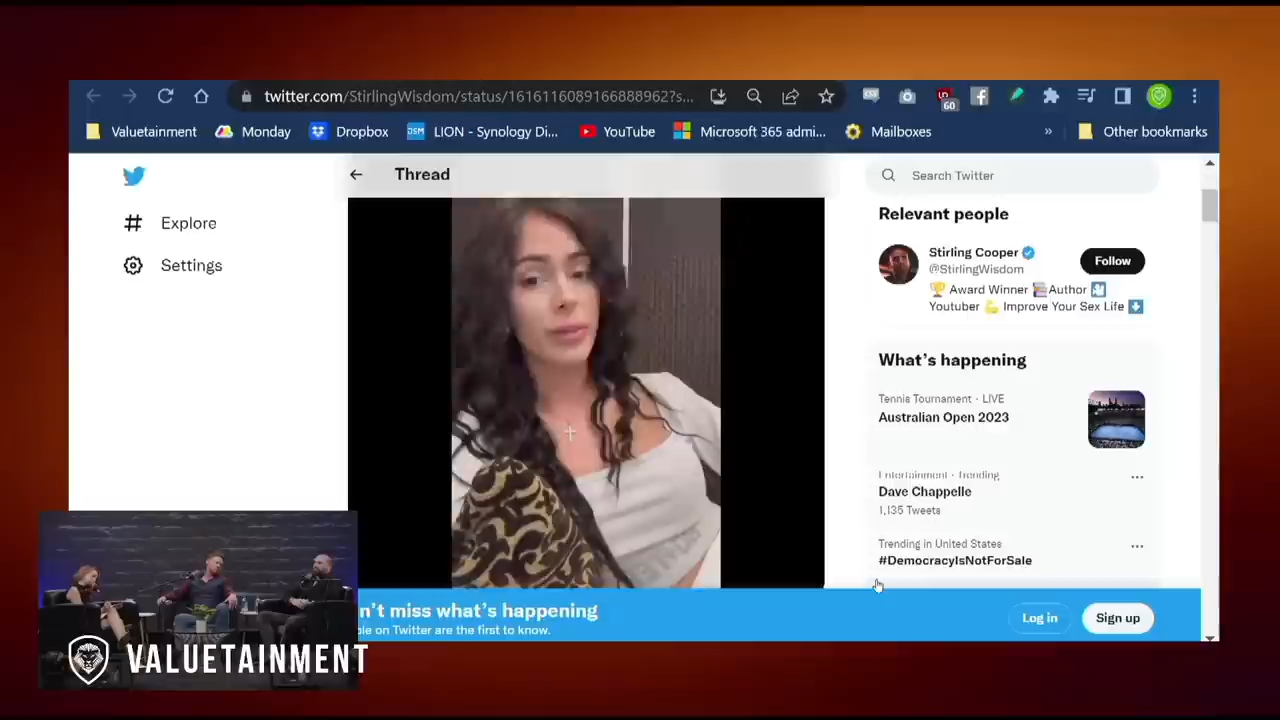 twitter.com/StirlingWisdom/status/1616116089166888962?s...
60
Valuetainment
Monday
Dropbox
DSM
LION - Synology Di...
YouTube
Microsoft 365 admi...
Mailboxes
»
Other bookmarks
Thread
Search Twitter
Explore
Settings
Relevant people
Stirling Cooper
@StirlingWisdom
Follow
Award Winner Author
Youtuber Improve Your Sex Life
What's happening
Tennis Tournament · LIVE
Australian Open 2023
Entertainment · Trending
Dave Chappelle
1,135 Tweets
Trending in United States
#DemocracyIsNotForSale
n't miss what's happening
ple on Twitter are the first to know.
Log in
Sign up
VALUETAINMENT